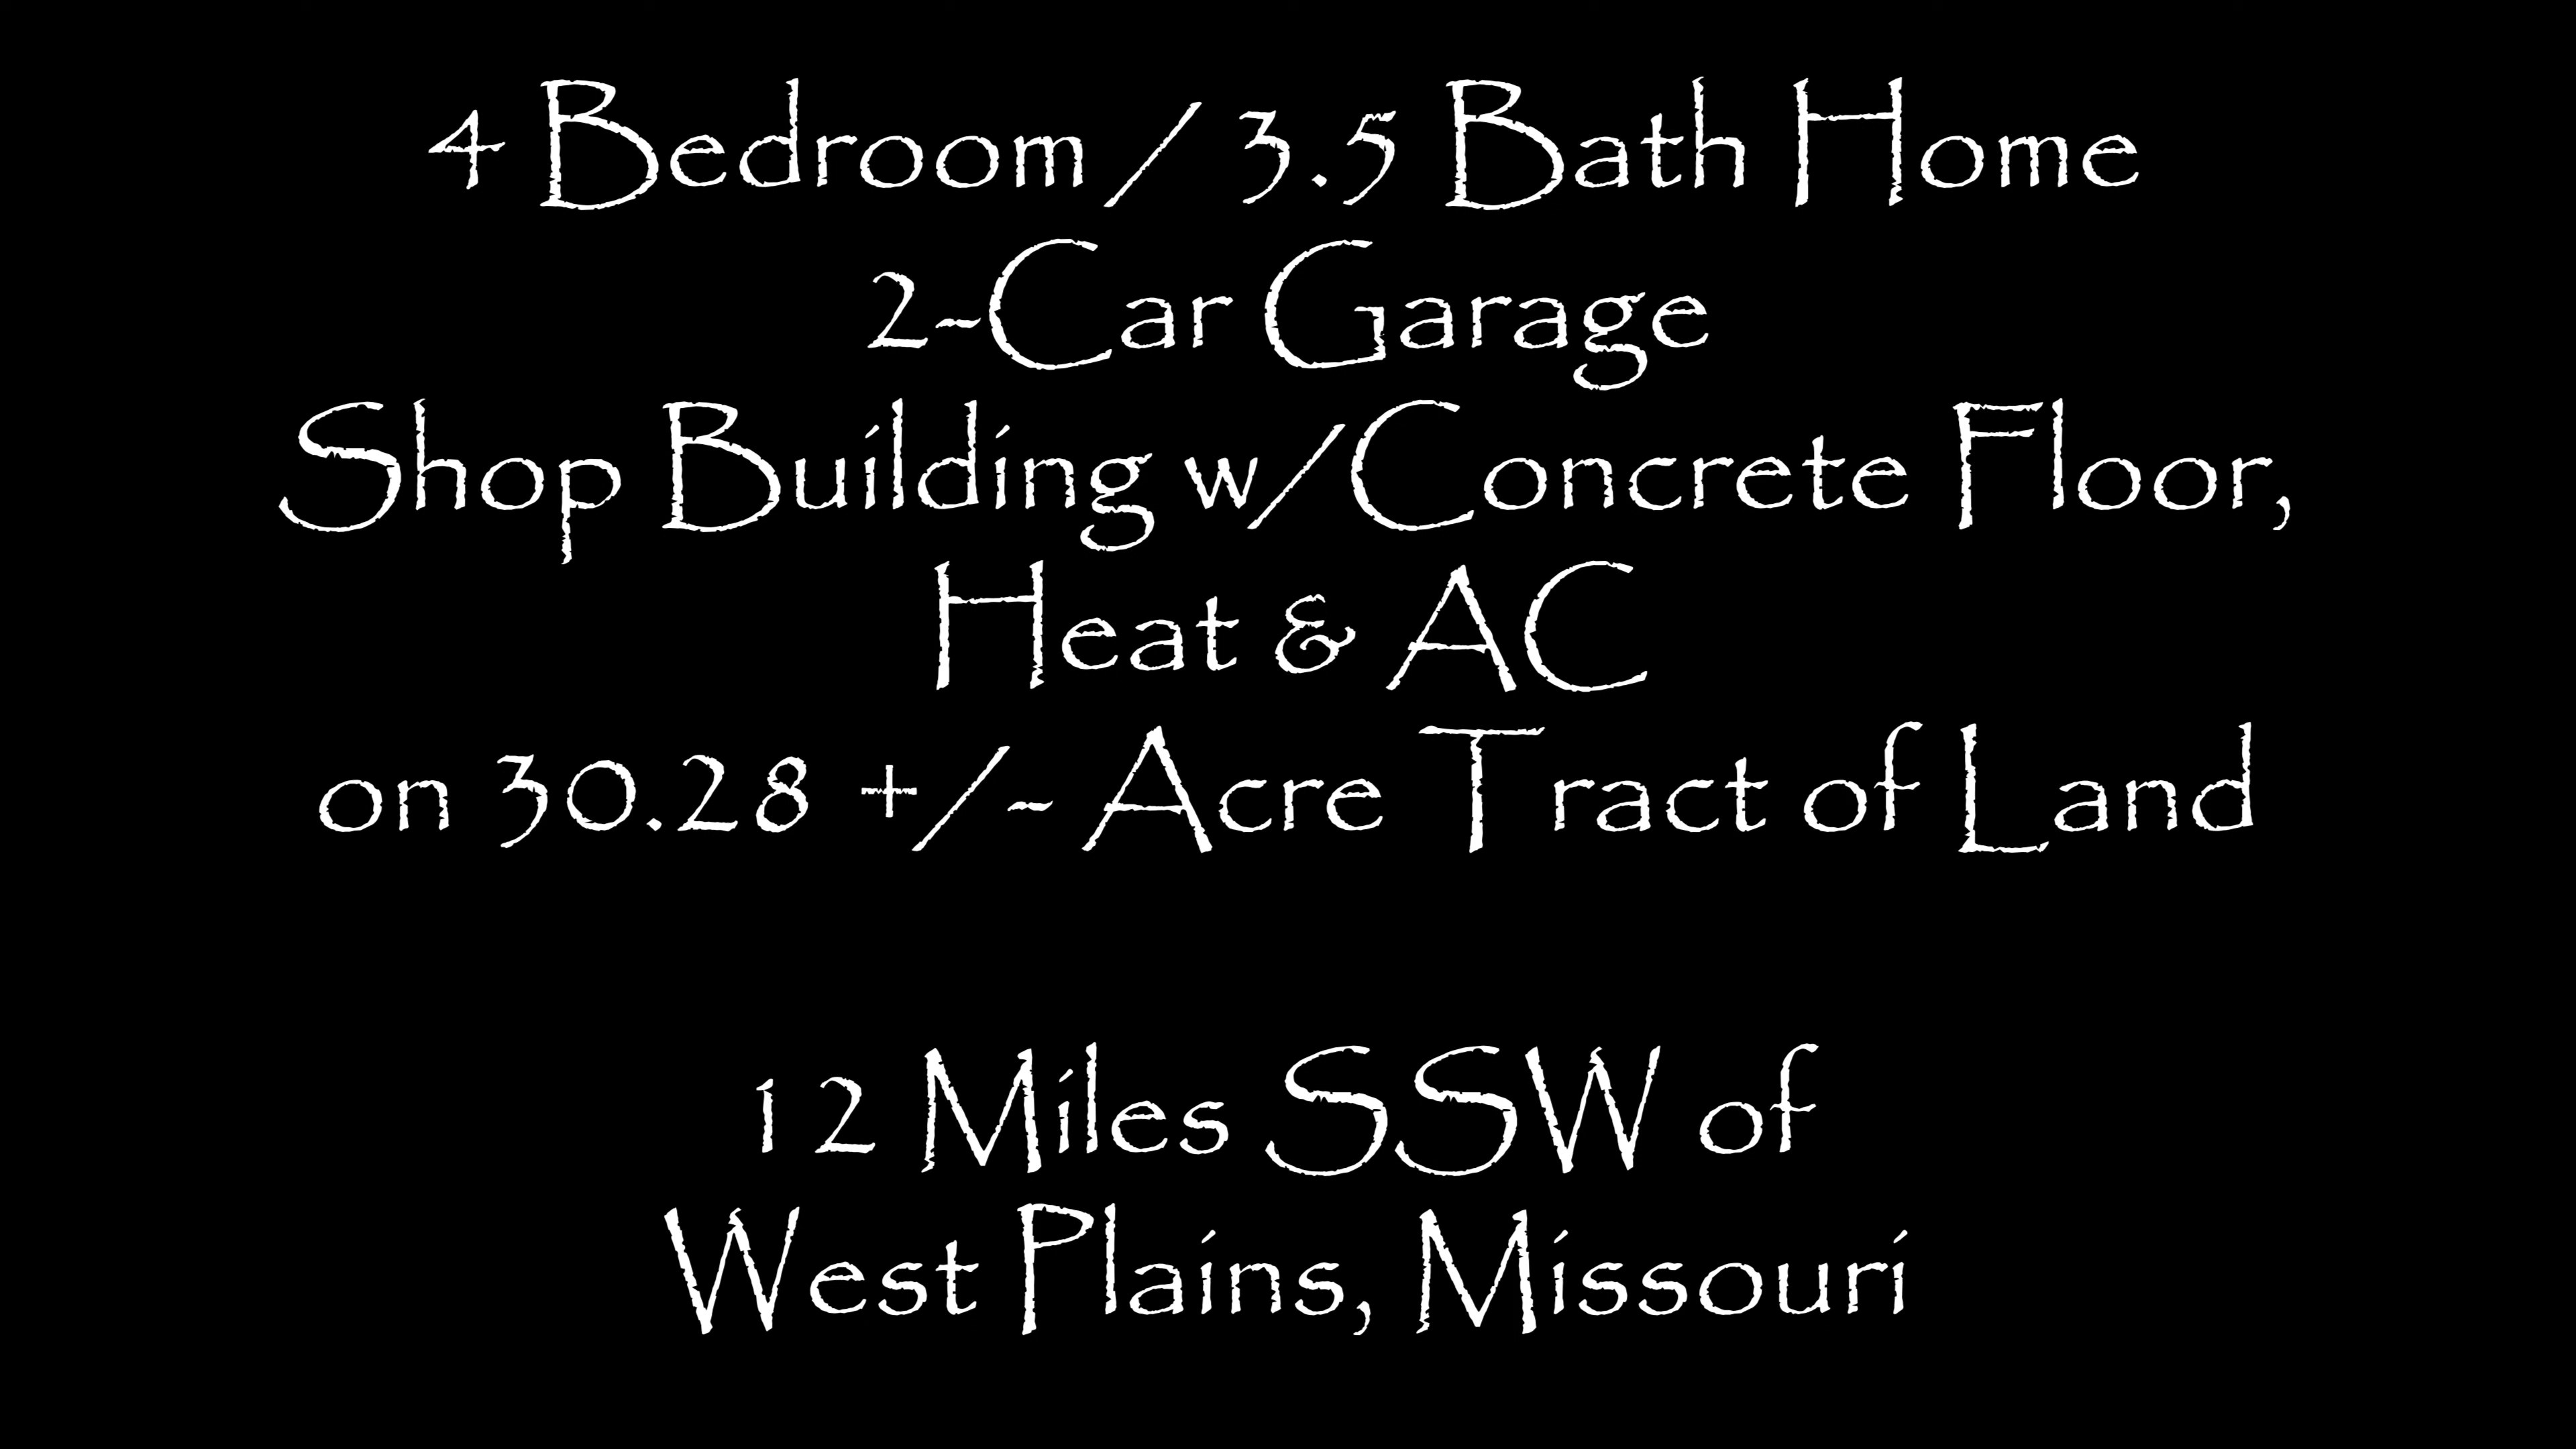 4 Bedroom / 3.5 Bath Home
2-Car Garage
Shop Building w/Concrete Floor,
Heat & AC
on 30.28 +/- Acre Tract of Land
12 Miles SSW of
West Plains, Missouri